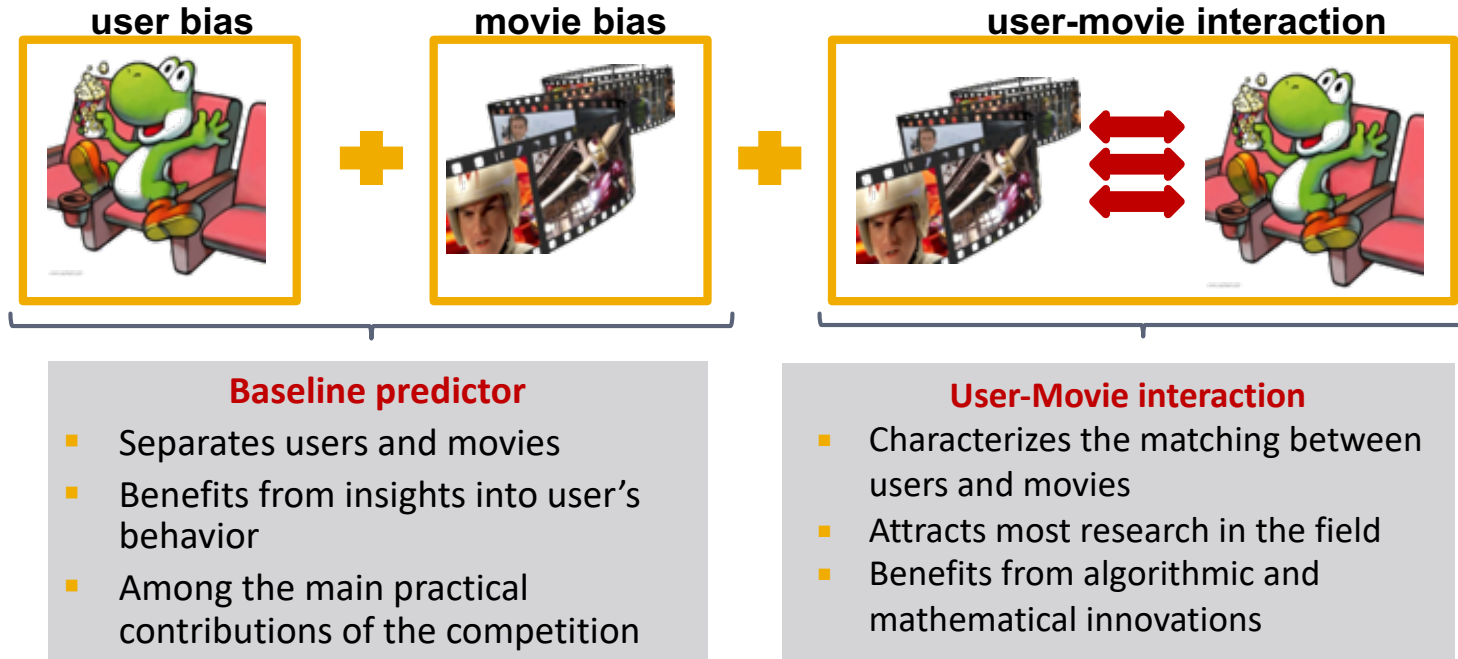 user bias
movie bias
user-movie interaction
Baseline predictor
▪ Separates users and movies
▪ Benefits from insights into user's
behavior
▪ Among the main practical
contributions of the competition
User-Movie interaction
▪ Characterizes the matching between
users and movies
▪ Attracts most research in the field
▪ Benefits from algorithmic and
mathematical innovations